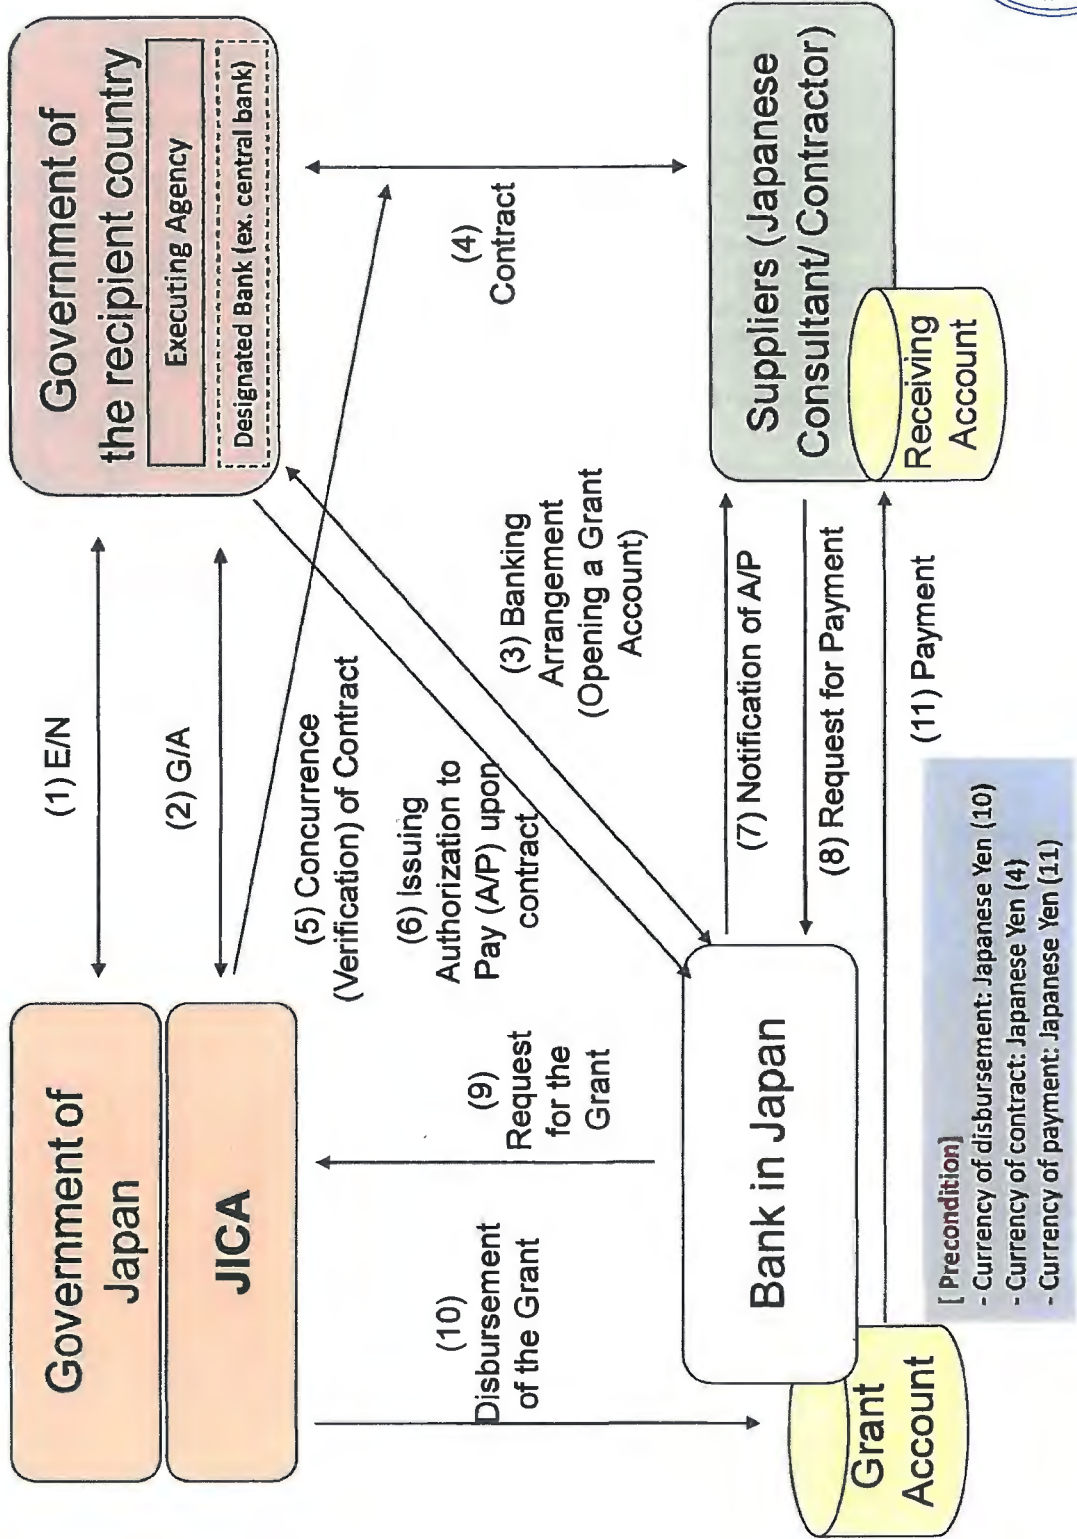 Government of
Japan
JICA
(1) E/N
(2) G/A
Government of
the recipient country
Executing Agency
Designated Bank (ex. central bank)
(5) Concurrence
(Verification) of Contract
(6) Issuing
Authorization to
Pay (A/P) upon
contract
(4)
Contract
(3) Banking
Arrangement
(Opening a Grant
Account)
(9)
Request
for the
Grant
(10)
Disbursement
of the Grant
Bank in Japan
Grant
Account
(7) Notification of A/P
(8) Request for Payment
(11) Payment
Suppliers (Japanese
Consultant/ Contractor)
Receiving
Account
[ Precondition]
- Currency of disbursement: Japanese Yen (10)
- Currency of contract: Japanese Yen (4)
- Currency of payment: Japanese Yen (11)